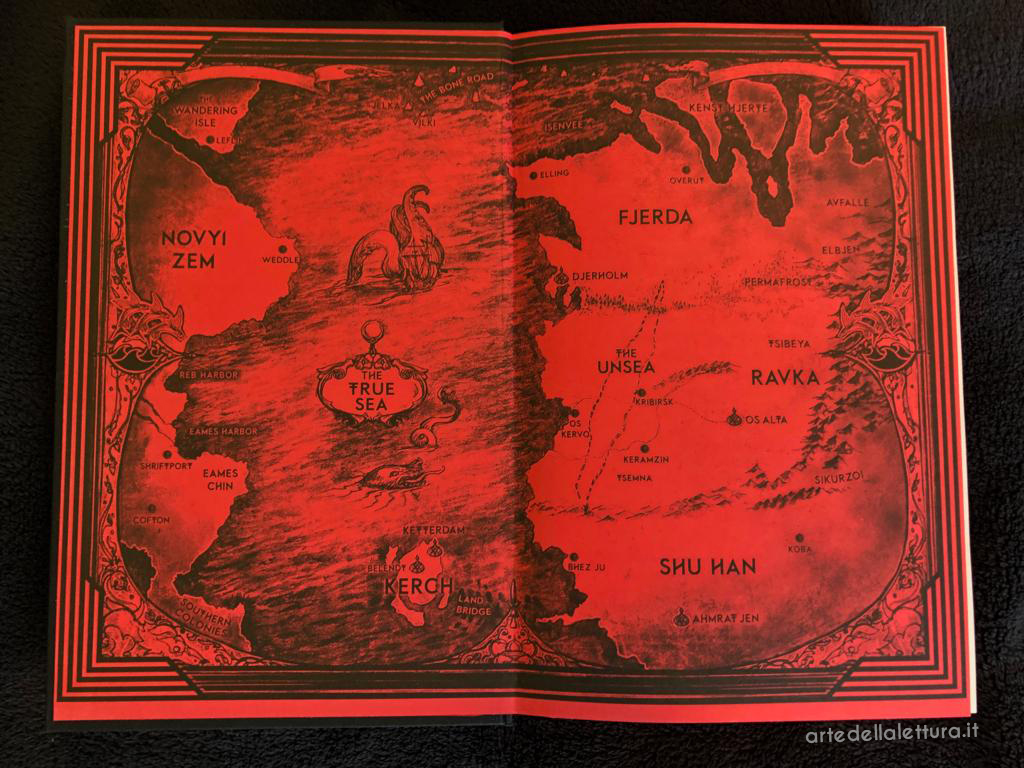 THE
WANDERING
ISLE
LEFLIN
JELKA
THE BONE ROAD
VILKI
KENST HJERTE
ISENVEE
ELLING
OVERUT
AVFALLE
FJERDA
NOVYI
ZEM
WEDDLE
ELBJEN
DJERHOLM
PERMAFROST
TSIBEYA
THE
UNSEA
RAVKA
REB HARBOR
THE
TRUE
SEA
KRIBIRSK
OS
KERVO
OS ALTA
EAMES HARBOR
SHRIFTPORT
EAMES
CHIN
KERAMZIN
TSEMNA
SIKURZOI
COFTON
KETTERDAM
KOBA
BELENDT
KERCH
BHEZ JU
SHU HAN
LAND
BRIDGE
SOUTHERN
COLONIES
AHMRAT JEN
artedellalettura.it